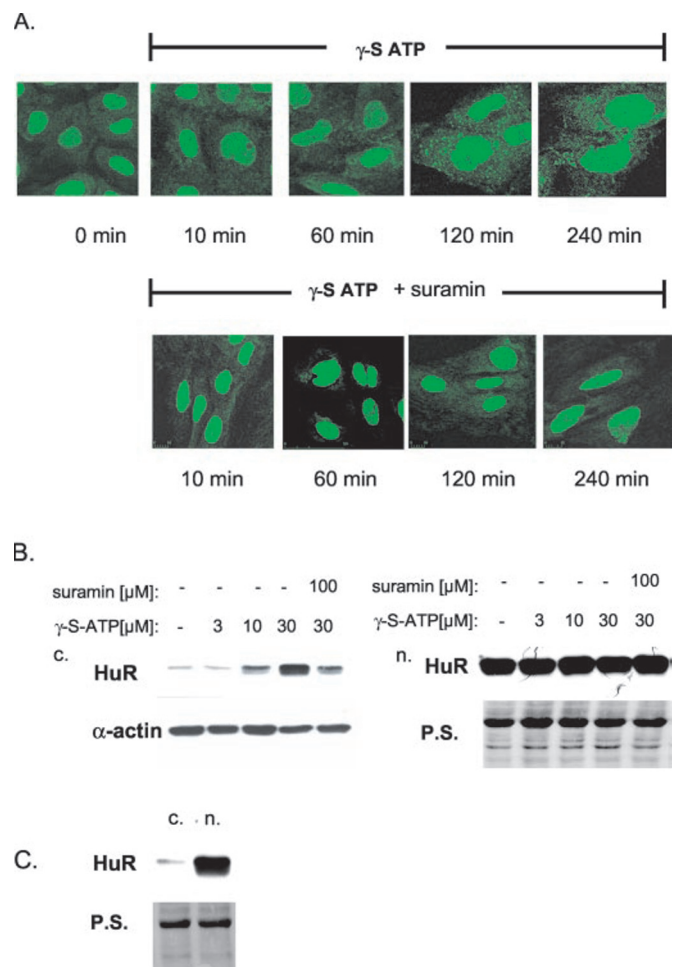 A.
γ-S ATP
0 min 10 min 60 min 120 min 240 min
γ-S ATP + suramin
10 min 60 min 120 min 240 min
B.
suramin [µM]: - - - - 100
γ-S-ATP[µM]: - 3 10 30 30
c.
HuR
α-actin
suramin [µM]: - - - - 100
γ-S-ATP[µM]: - 3 10 30 30
n. HuR
P.S.
c. n.
C. HuR
P.S.